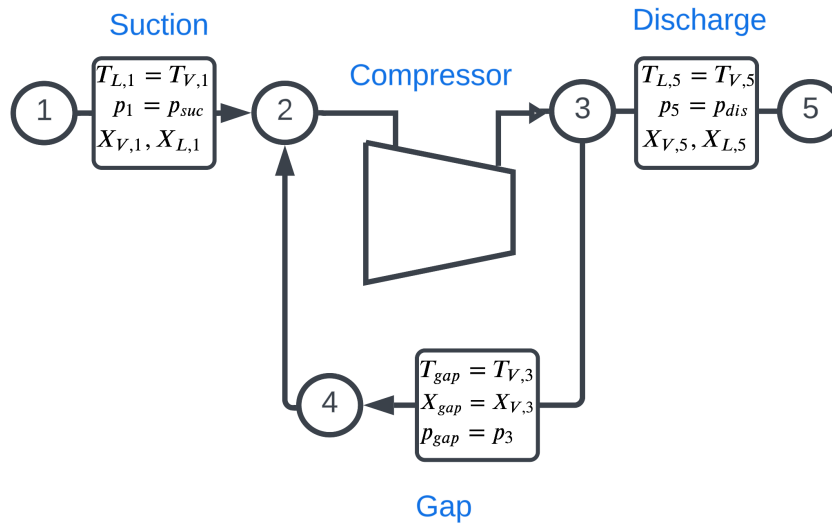 Suction
Discharge
Compressor
T_{L,1} = T_{V,1}
p_1 = p_{suc}
X_{V,1}, X_{L,1}
T_{L,5} = T_{V,5}
p_5 = p_{dis}
X_{V,5}, X_{L,5}
1
2
3
5
4
T_{gap} = T_{V,3}
X_{gap} = X_{V,3}
p_{gap} = p_3
Gap